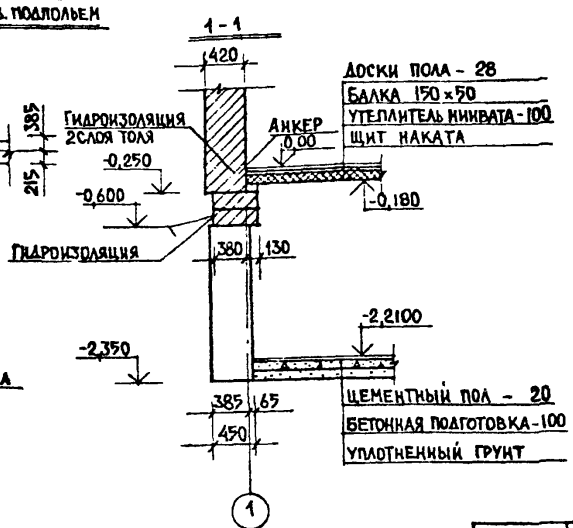 В. ПОДПОЛЬЕМ
1-1
420
ДОСКИ ПОЛА - 28
БАЛКА 150×50
УТЕПЛИТЕЛЬ МИНВАТА-100
ЩИТ НАКАТА
385
215
ГИДРОИЗОЛЯЦИЯ
2 СЛОЯ ТОЛЯ
АНКЕР
0,00
-0,250
-0,180
-0,600
ГИДРОИЗОЛЯЦИЯ
380
130
-2,2100
-2,350
А
385
65
450
ЦЕМЕНТНЫЙ ПОЛ - 20
БЕТОННАЯ ПОДГОТОВКА-100
УПЛОТНЕННЫЙ ГРУНТ
1